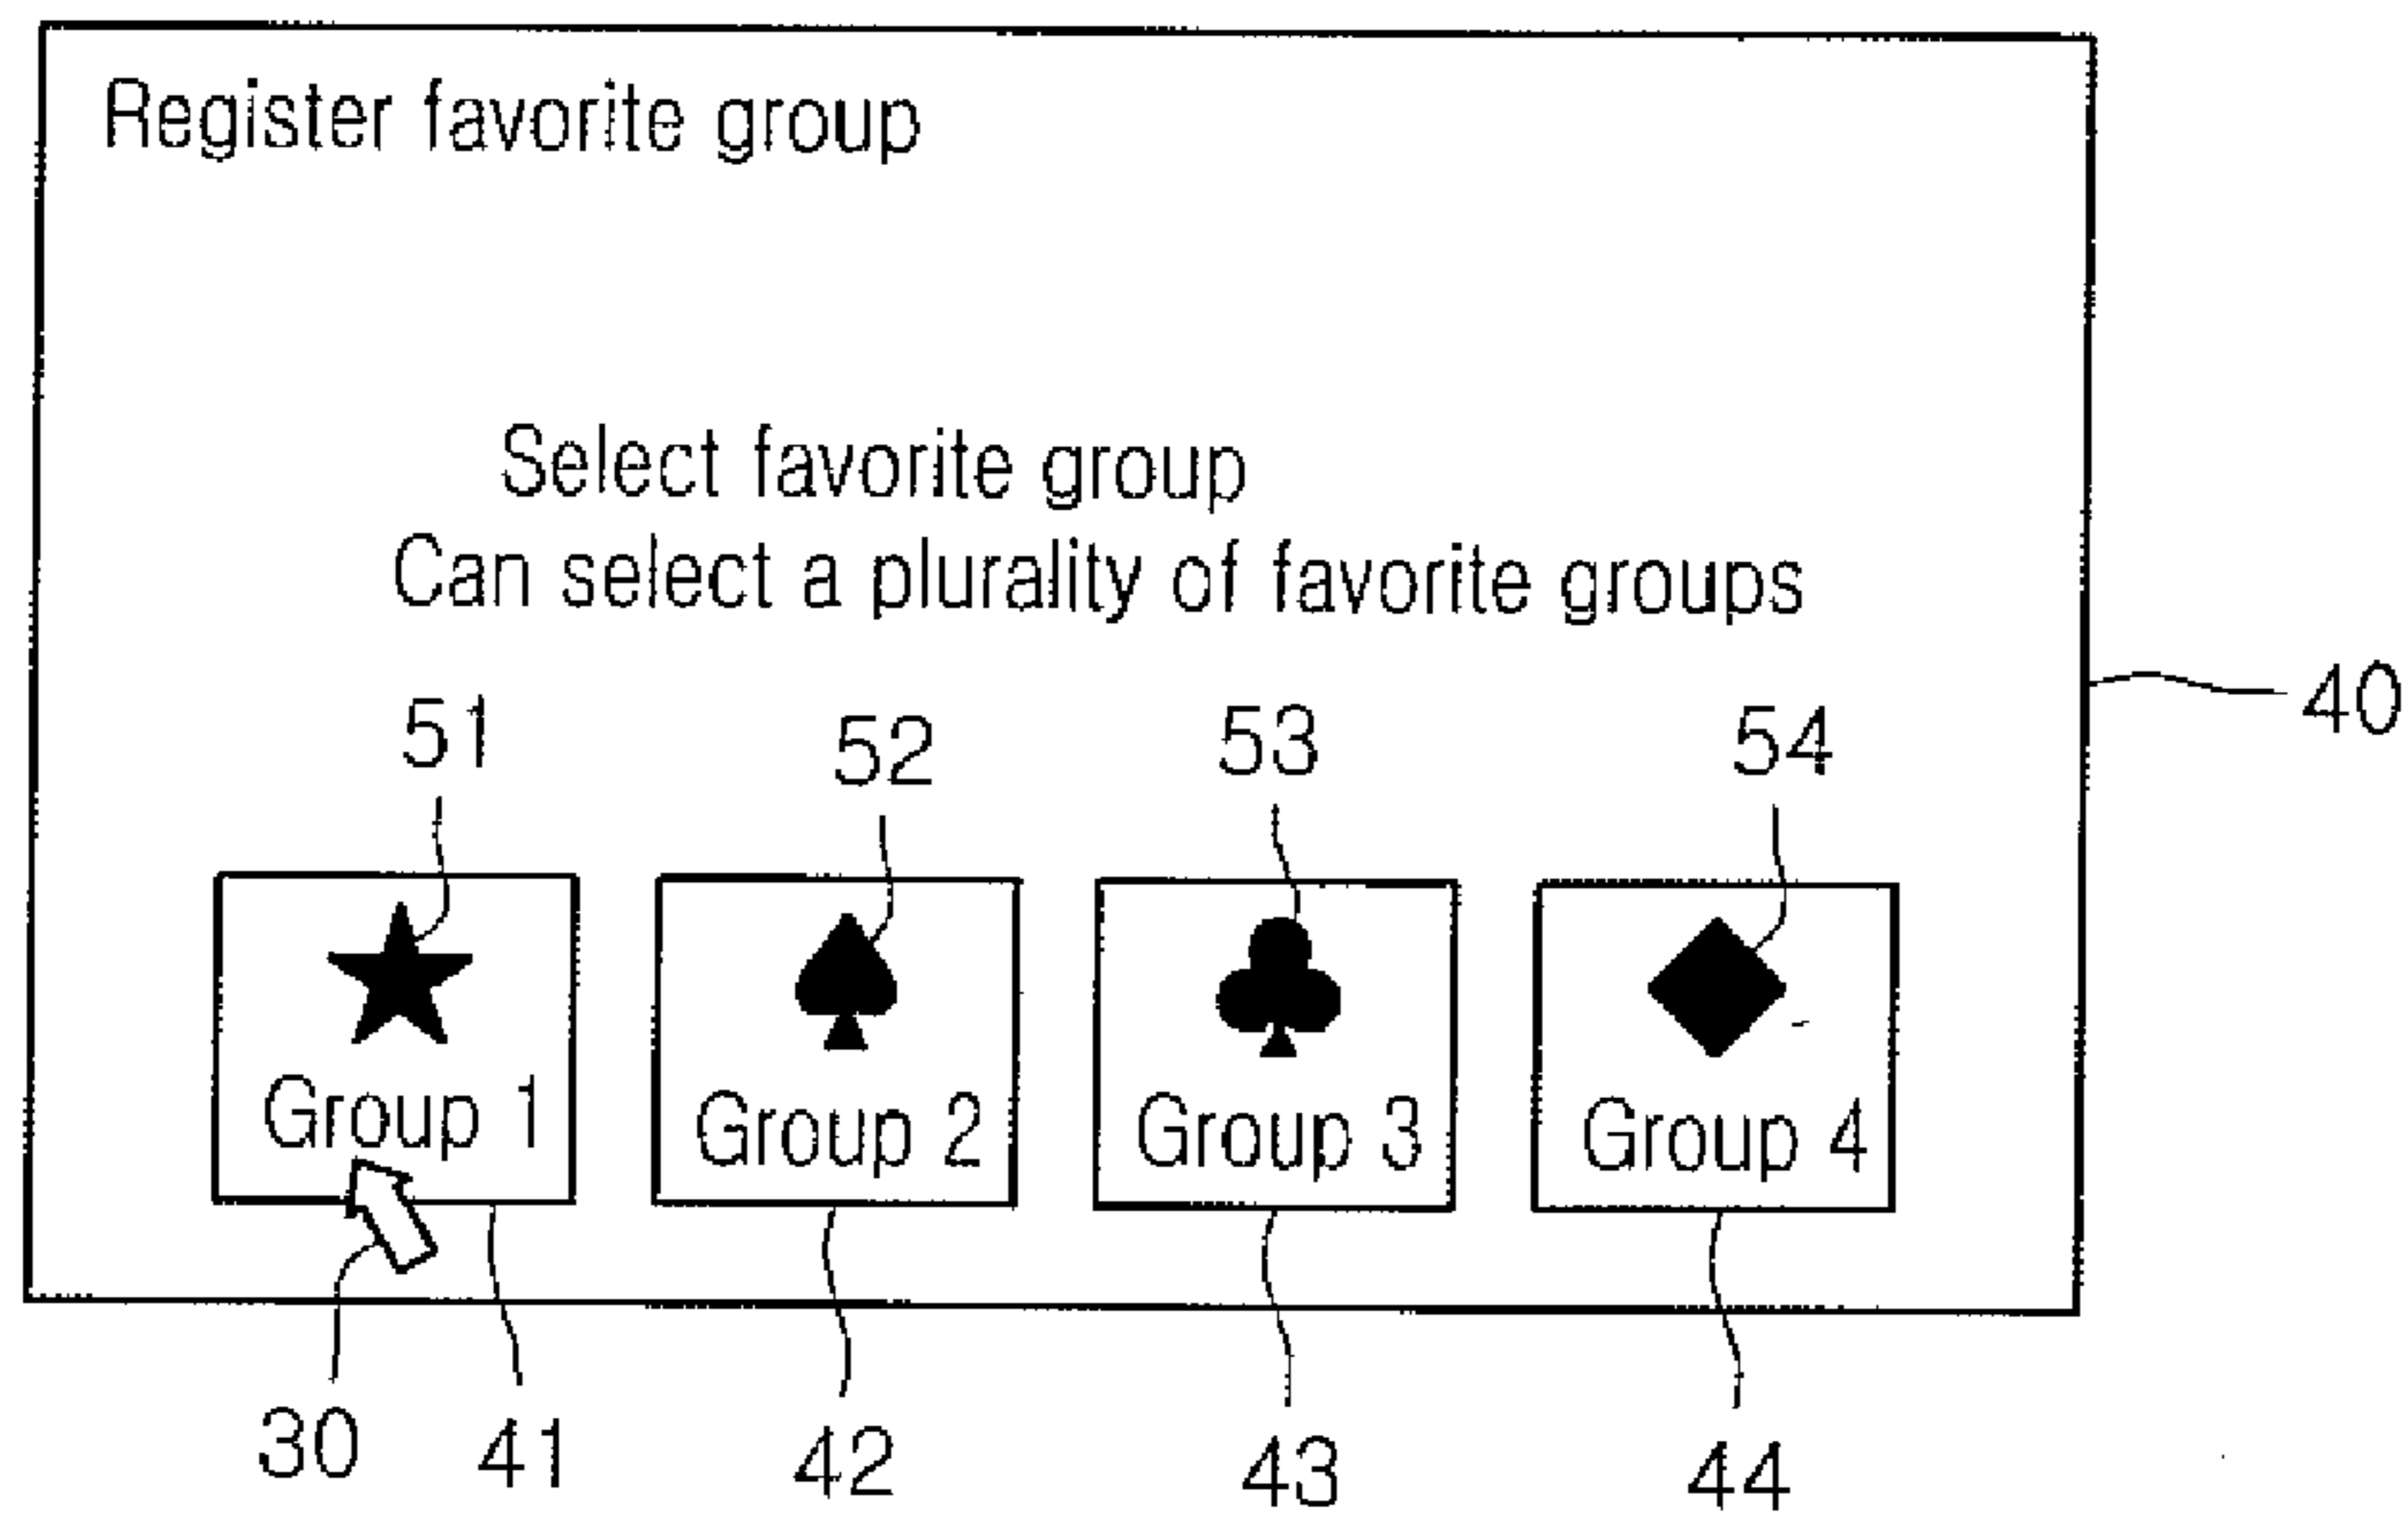 Register favorite group
Select favorite group
Can select a plurality of favorite groups
40
51 52 53 54
Group 1 Group 2 Group 3 Group 4
30 41 42 43 44